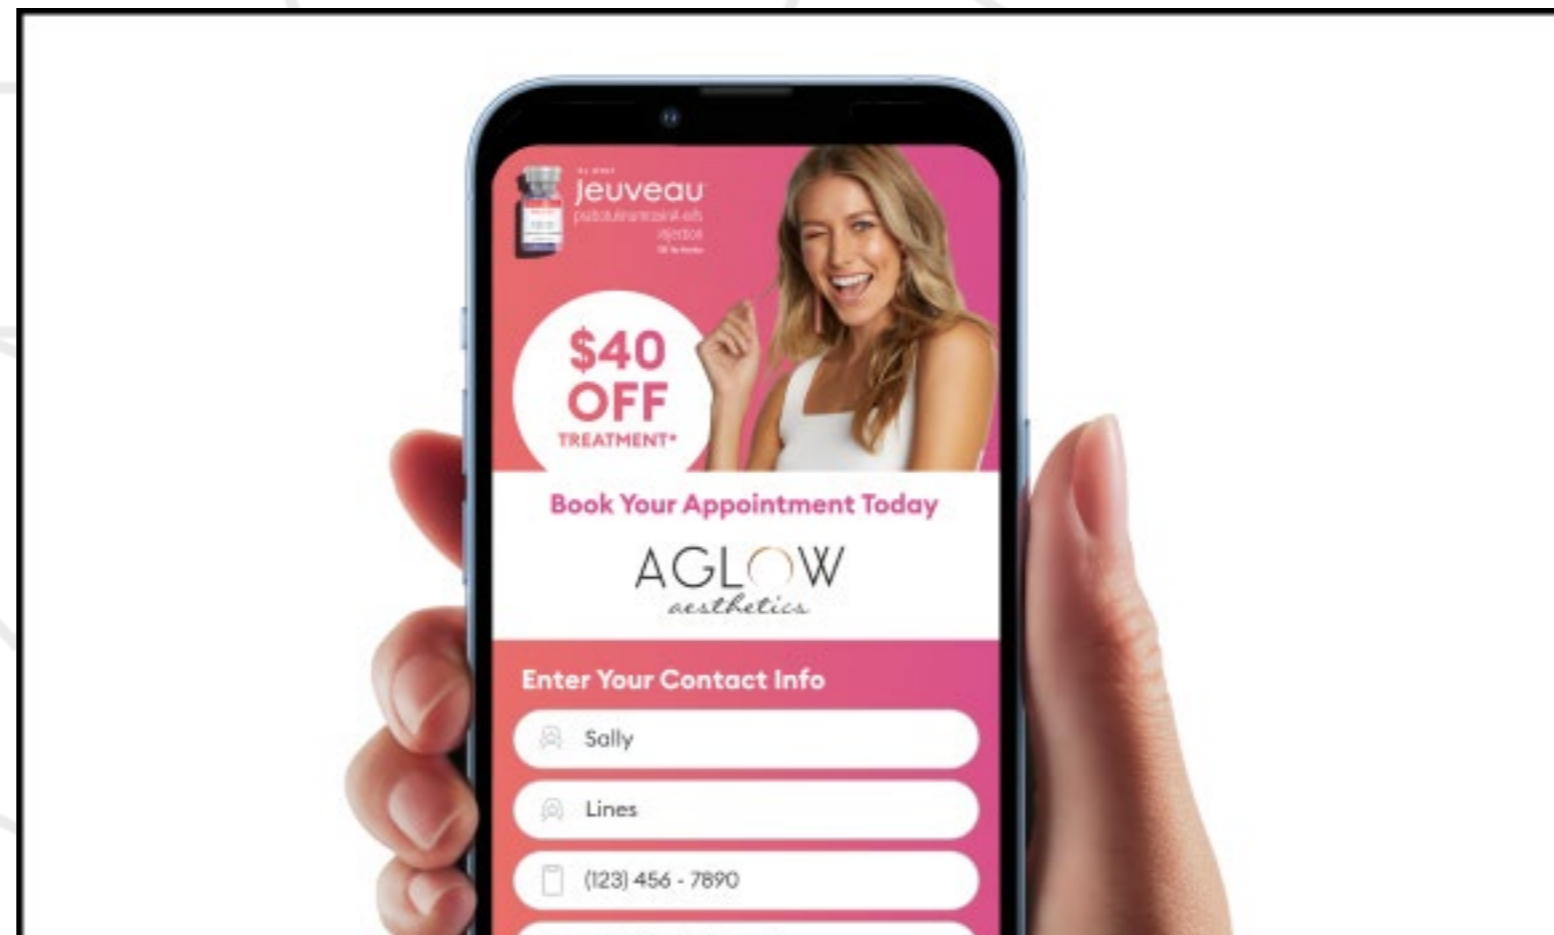 Jeuveau
injection
$40
OFF
TREATMENT*
Book Your Appointment Today
AGLOW
aesthetics
Enter Your Contact Info
Sally
Lines
(123) 456 - 7890